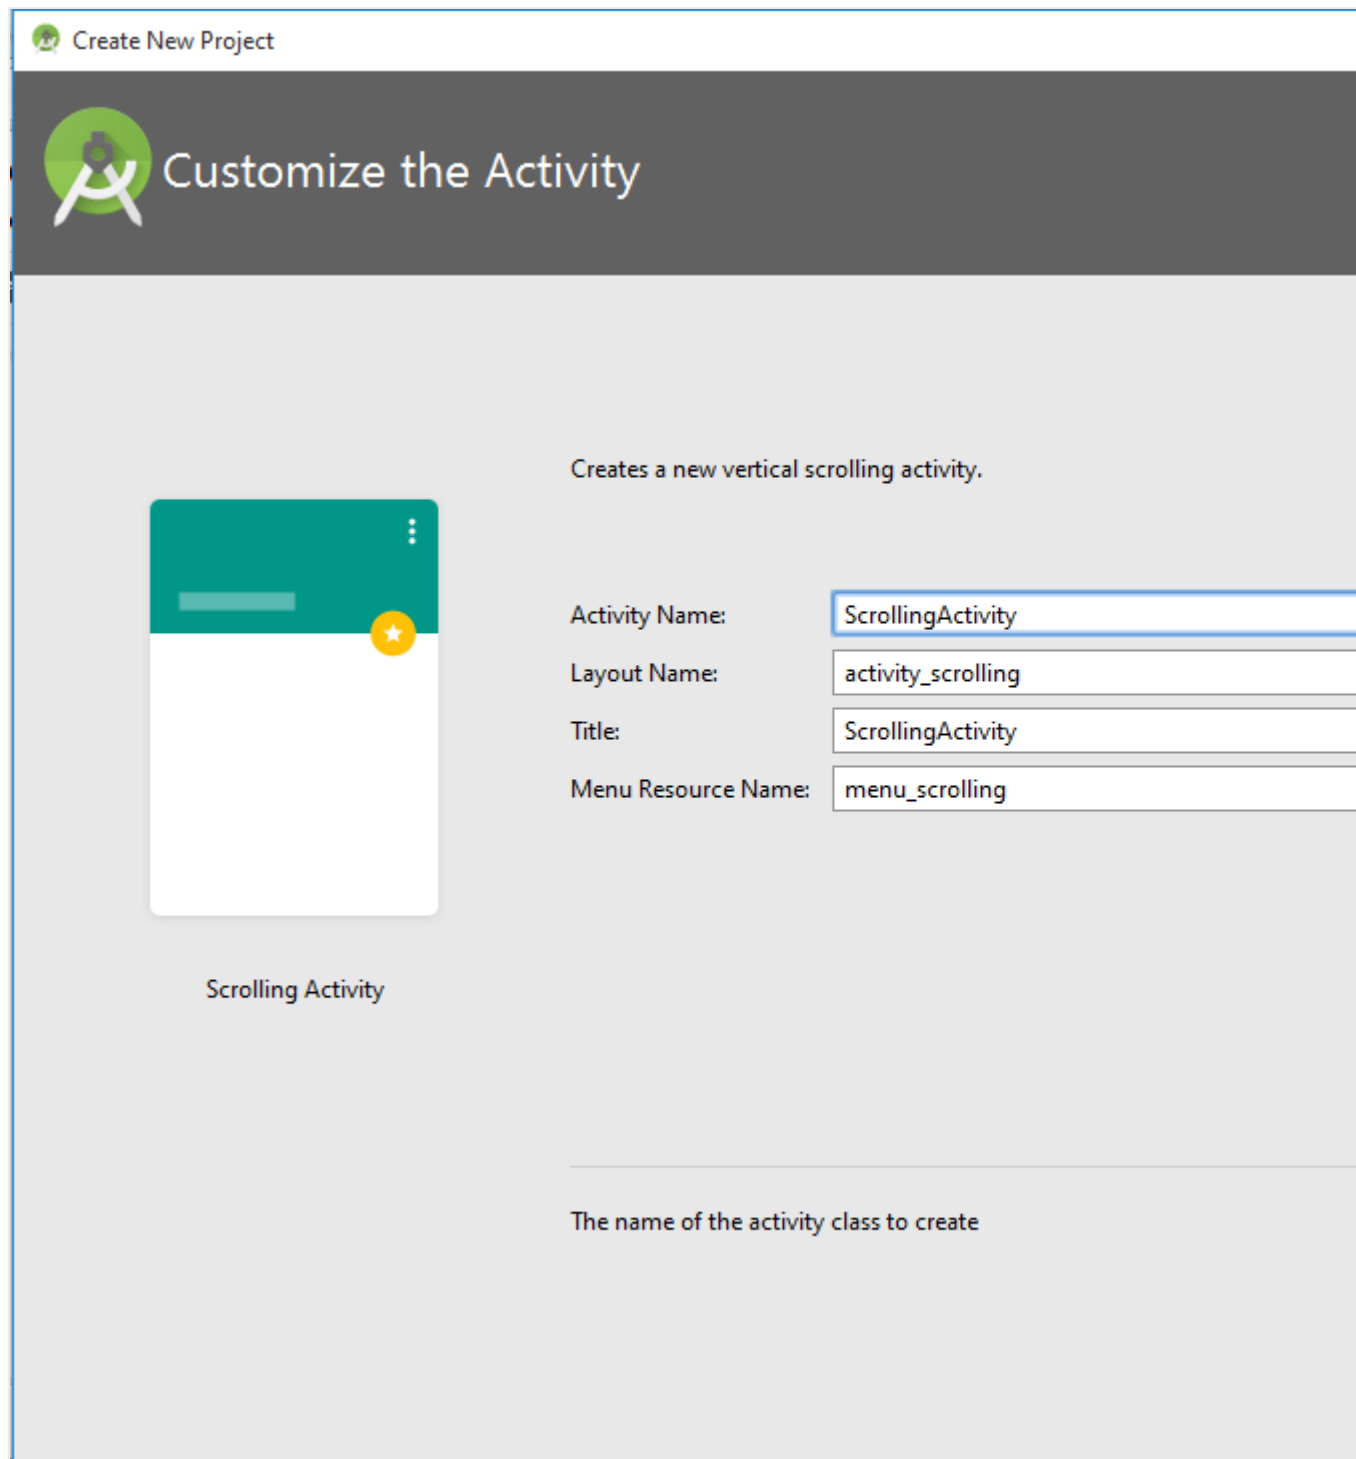 Create New Project
Customize the Activity
Creates a new vertical scrolling activity.
Activity Name: ScrollingActivity
Layout Name: activity_scrolling
Title: ScrollingActivity
Menu Resource Name: menu_scrolling
Scrolling Activity
The name of the activity class to create